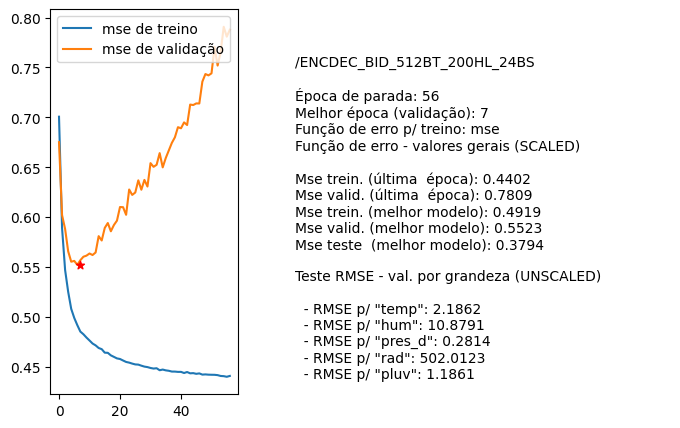 0.80
0.75
0.70
0.65
0.60
0.55
0.50
0.45
0
20
40
mse de treino
mse de validação
/ENCDEC_BID_512BT_200HL_24BS
Época de parada: 56
Melhor época (validação): 7
Função de erro p/ treino: mse
Função de erro - valores gerais (SCALED)
Mse trein. (última  época): 0.4402
Mse valid. (última  época): 0.7809
Mse trein. (melhor modelo): 0.4919
Mse valid. (melhor modelo): 0.5523
Mse teste  (melhor modelo): 0.3794
Teste RMSE - val. por grandeza (UNSCALED)
- RMSE p/ "temp": 2.1862
- RMSE p/ "hum": 10.8791
- RMSE p/ "pres_d": 0.2814
- RMSE p/ "rad": 502.0123
- RMSE p/ "pluv": 1.1861